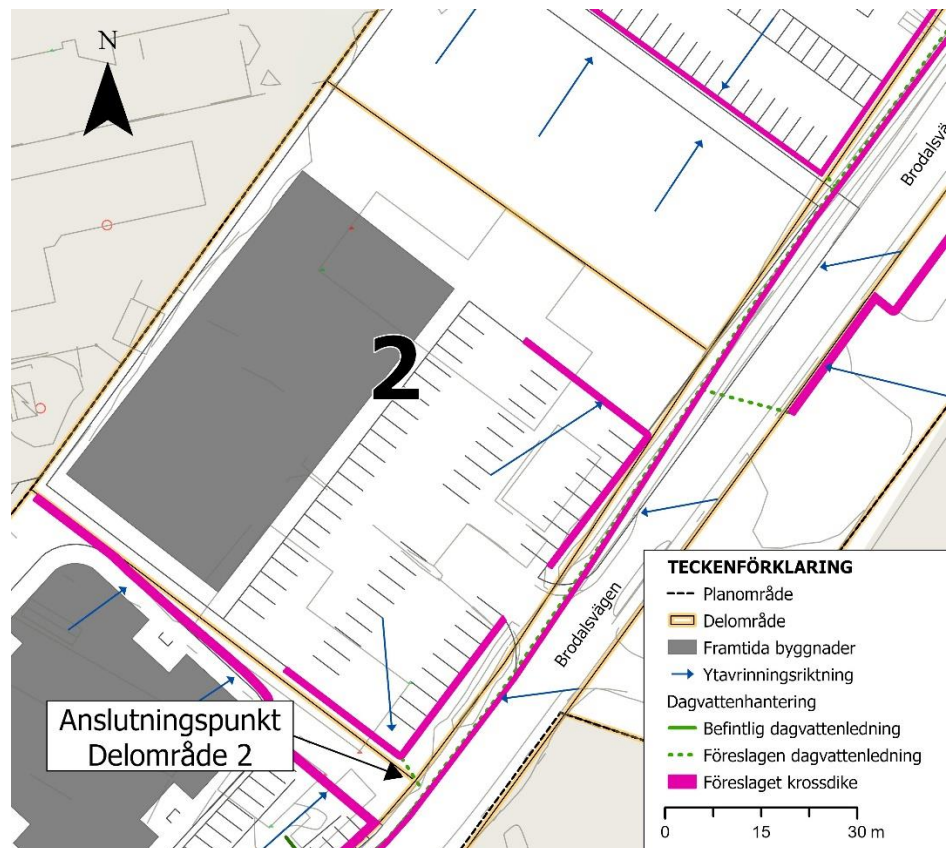 N
Brodalsvä
2
Brodalsvägen
Anslutningspunkt
Delområde 2
TECKENFÖRKLARING
Planområde
Delområde
Framtida byggnader
Ytavrinningsriktning
Dagvattenhantering
Befintlig dagvattenledning
Föreslagen dagvattenledning
Föreslaget krossdike
0 15 30 m